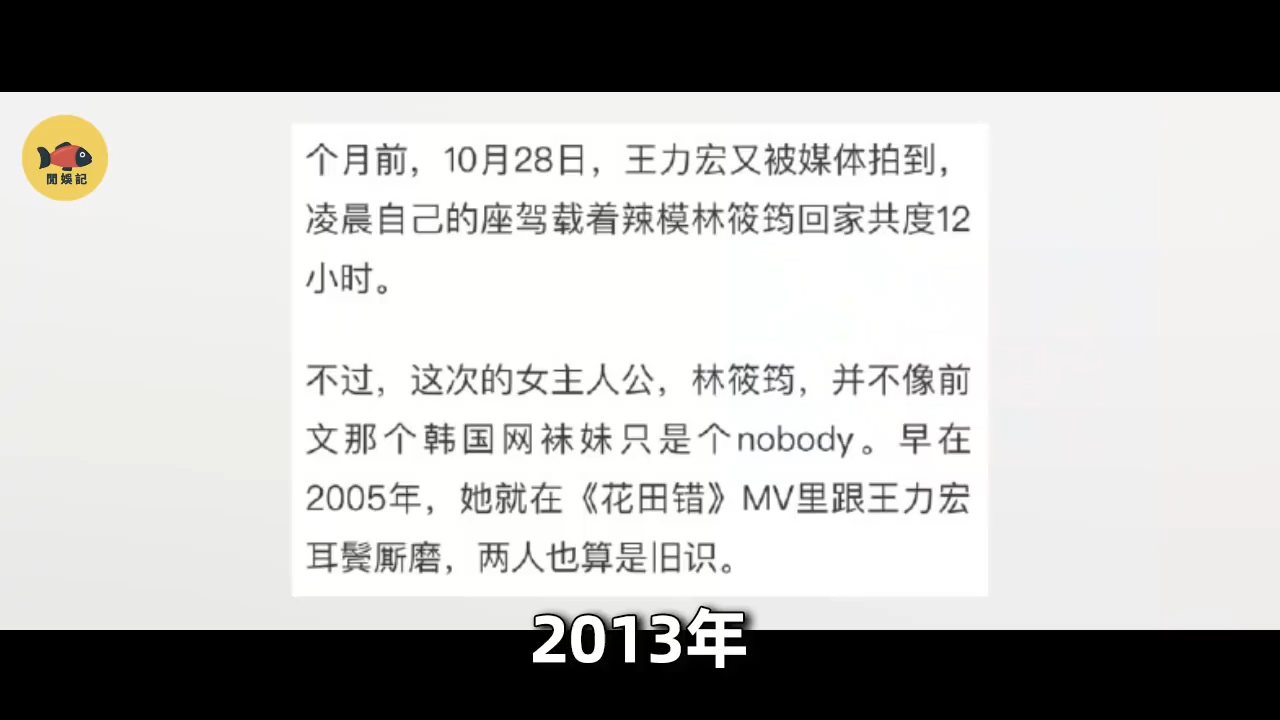 閒娛記
个月前，10月28日，王力宏又被媒体拍到，
凌晨自己的座驾载着辣模林筱筠回家共度12
小时。
不过，这次的女主人公，林筱筠，并不像前
文那个韩国网袜妹只是个nobody。早在
2005年，她就在《花田错》MV里跟王力宏
耳鬓厮磨，两人也算是旧识。
2013年